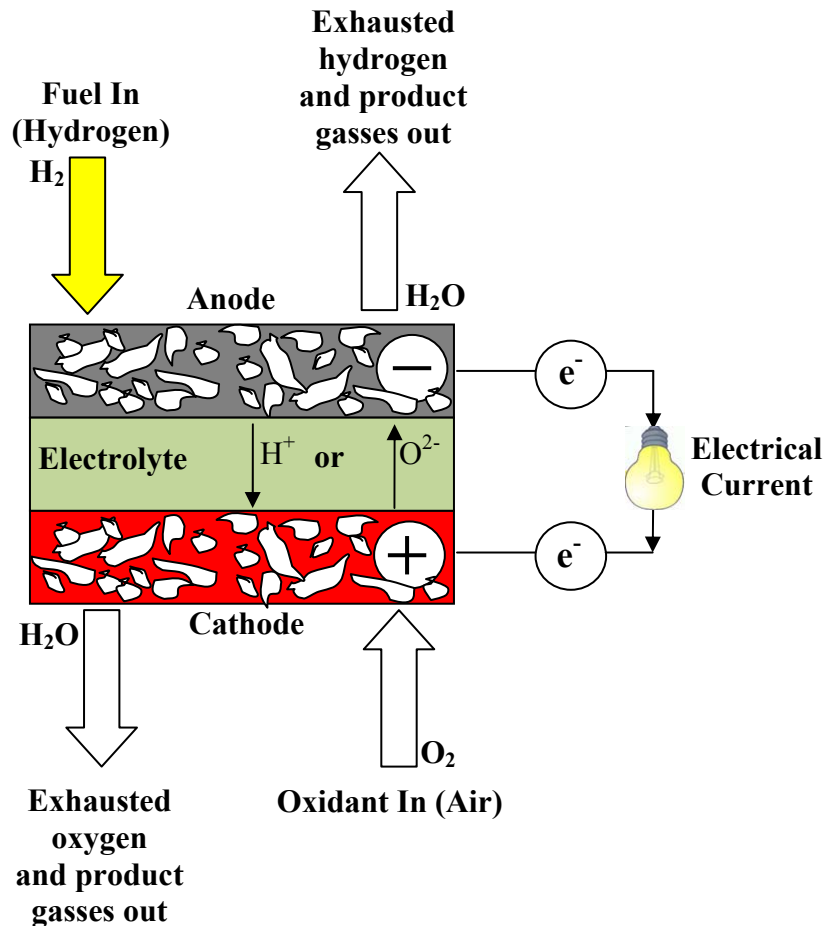 Exhausted
hydrogen
and product
gasses out
Fuel In
(Hydrogen)
H₂
H₂O
Anode
−
e⁻
Electrolyte
H⁺ or O²⁻
Electrical
Current
+
e⁻
Cathode
H₂O
O₂
Exhausted
oxygen
and product
gasses out
Oxidant In (Air)